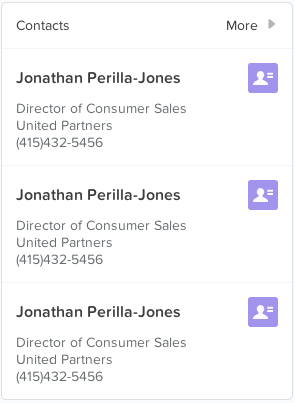 Contacts
More
Jonathan Perilla-Jones
Director of Consumer Sales
United Partners
(415)432-5456
Jonathan Perilla-Jones
Director of Consumer Sales
United Partners
(415)432-5456
Jonathan Perilla-Jones
Director of Consumer Sales
United Partners
(415)432-5456